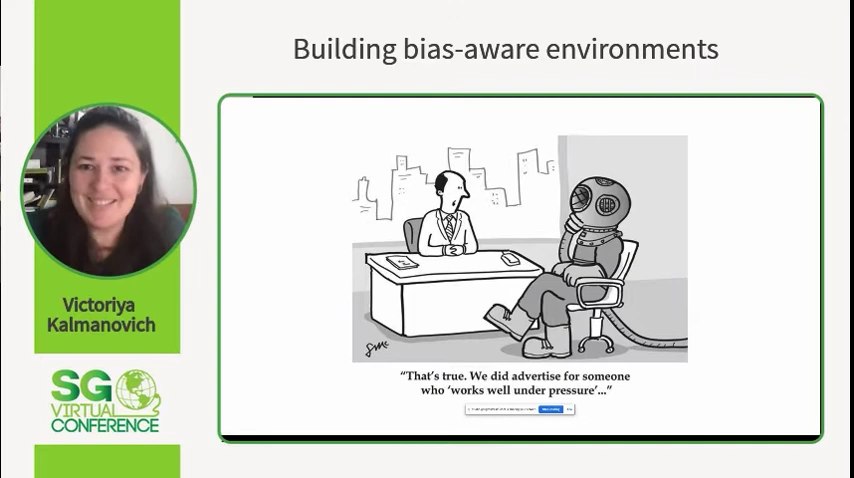 Building bias-aware environments
Victoriya
Kalmanovich
SG
VIRTUAL
CONFERENCE
“That’s true. We did advertise for someone
who ‘works well under pressure’...”